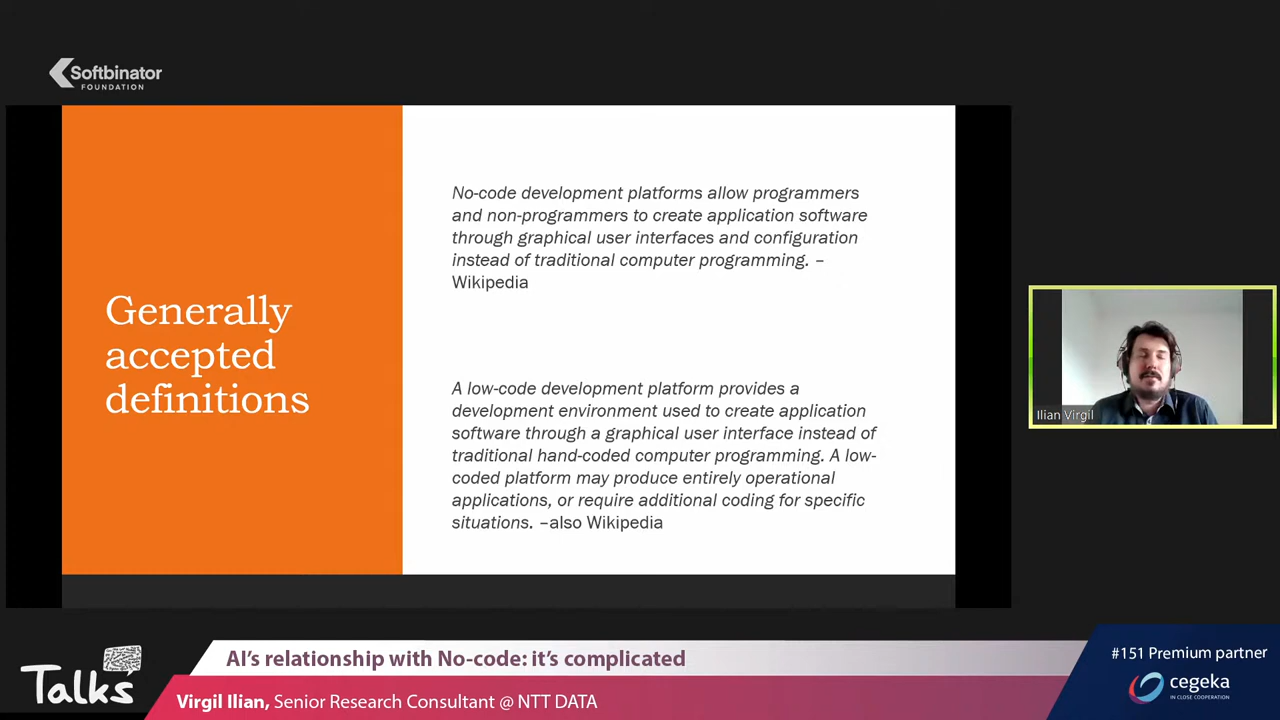 Softbinator
FOUNDATION
Generally
accepted
definitions
No-code development platforms allow programmers
and non-programmers to create application software
through graphical user interfaces and configuration
instead of traditional computer programming. –
Wikipedia
A low-code development platform provides a
development environment used to create application
software through a graphical user interface instead of
traditional hand-coded computer programming. A low-
coded platform may produce entirely operational
applications, or require additional coding for specific
situations. –also Wikipedia
Ilian Virgil
Talks
AI’s relationship with No-code: it’s complicated
Virgil Ilian, Senior Research Consultant @ NTT DATA
#151 Premium partner
cegeka
IN CLOSE COOPERATION